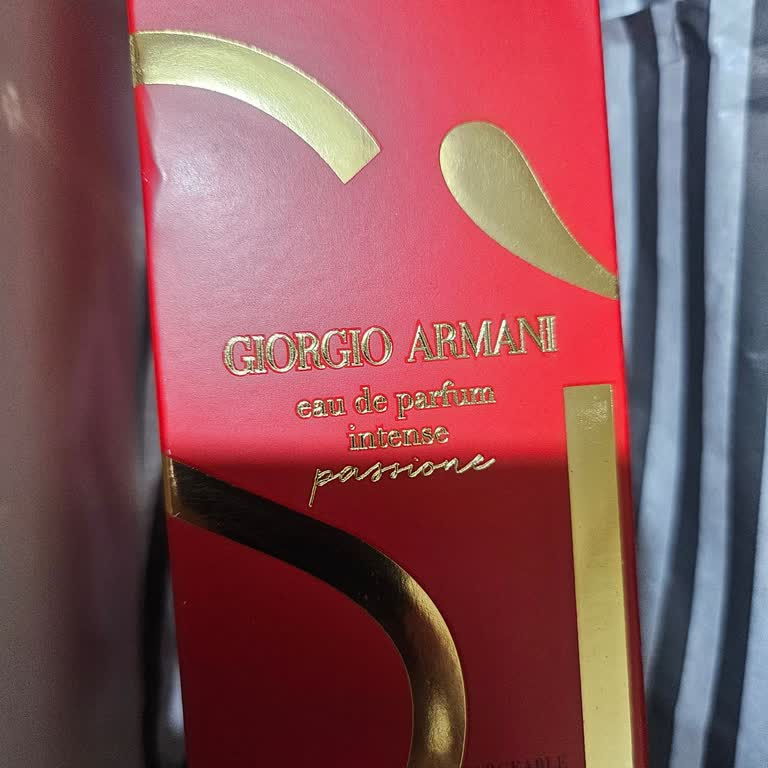 GIORGIO ARMANI
eau de parfum
intense
passione